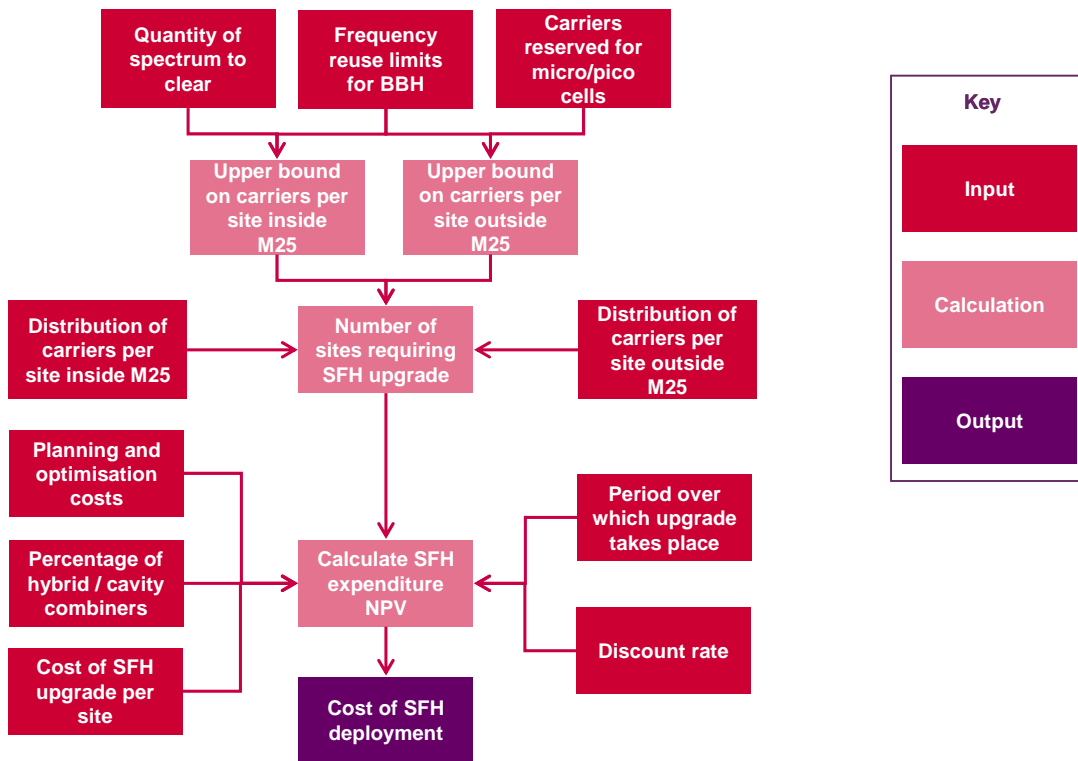 Quantity of
spectrum to
clear
Frequency
reuse limits
for BBH
Carriers
reserved for
micro/pico
cells
Upper bound
on carriers per
site inside
M25
Upper bound
on carriers per
site outside
M25
Distribution of
carriers per
site inside M25
Number of
sites requiring
SFH upgrade
Distribution of
carriers per
site outside
M25
Planning and
optimisation
costs
Percentage of
hybrid / cavity
combiners
Cost of SFH
upgrade per
site
Calculate SFH
expenditure
NPV
Period over
which upgrade
takes place
Discount rate
Cost of SFH
deployment
Key
Input
Calculation
Output